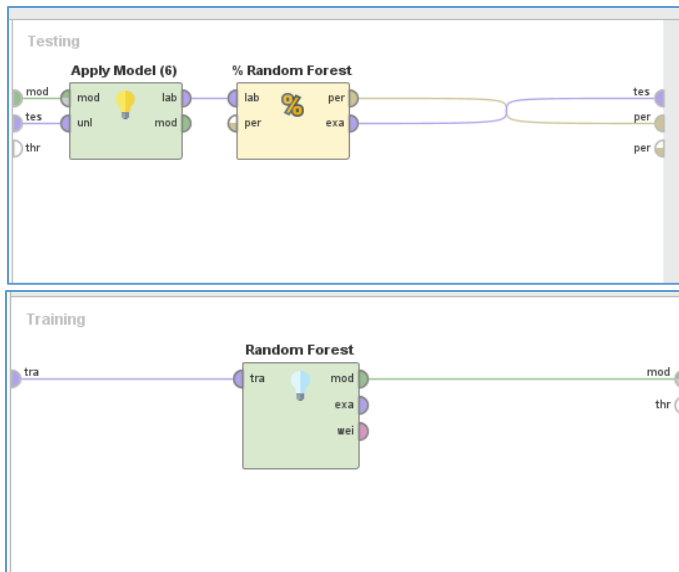 Testing
Apply Model (6) % Random Forest
mod mod lab lab per tes
tes unl mod per exa per
thr per
Training
Random Forest
tra tra mod mod
exa thr
wei